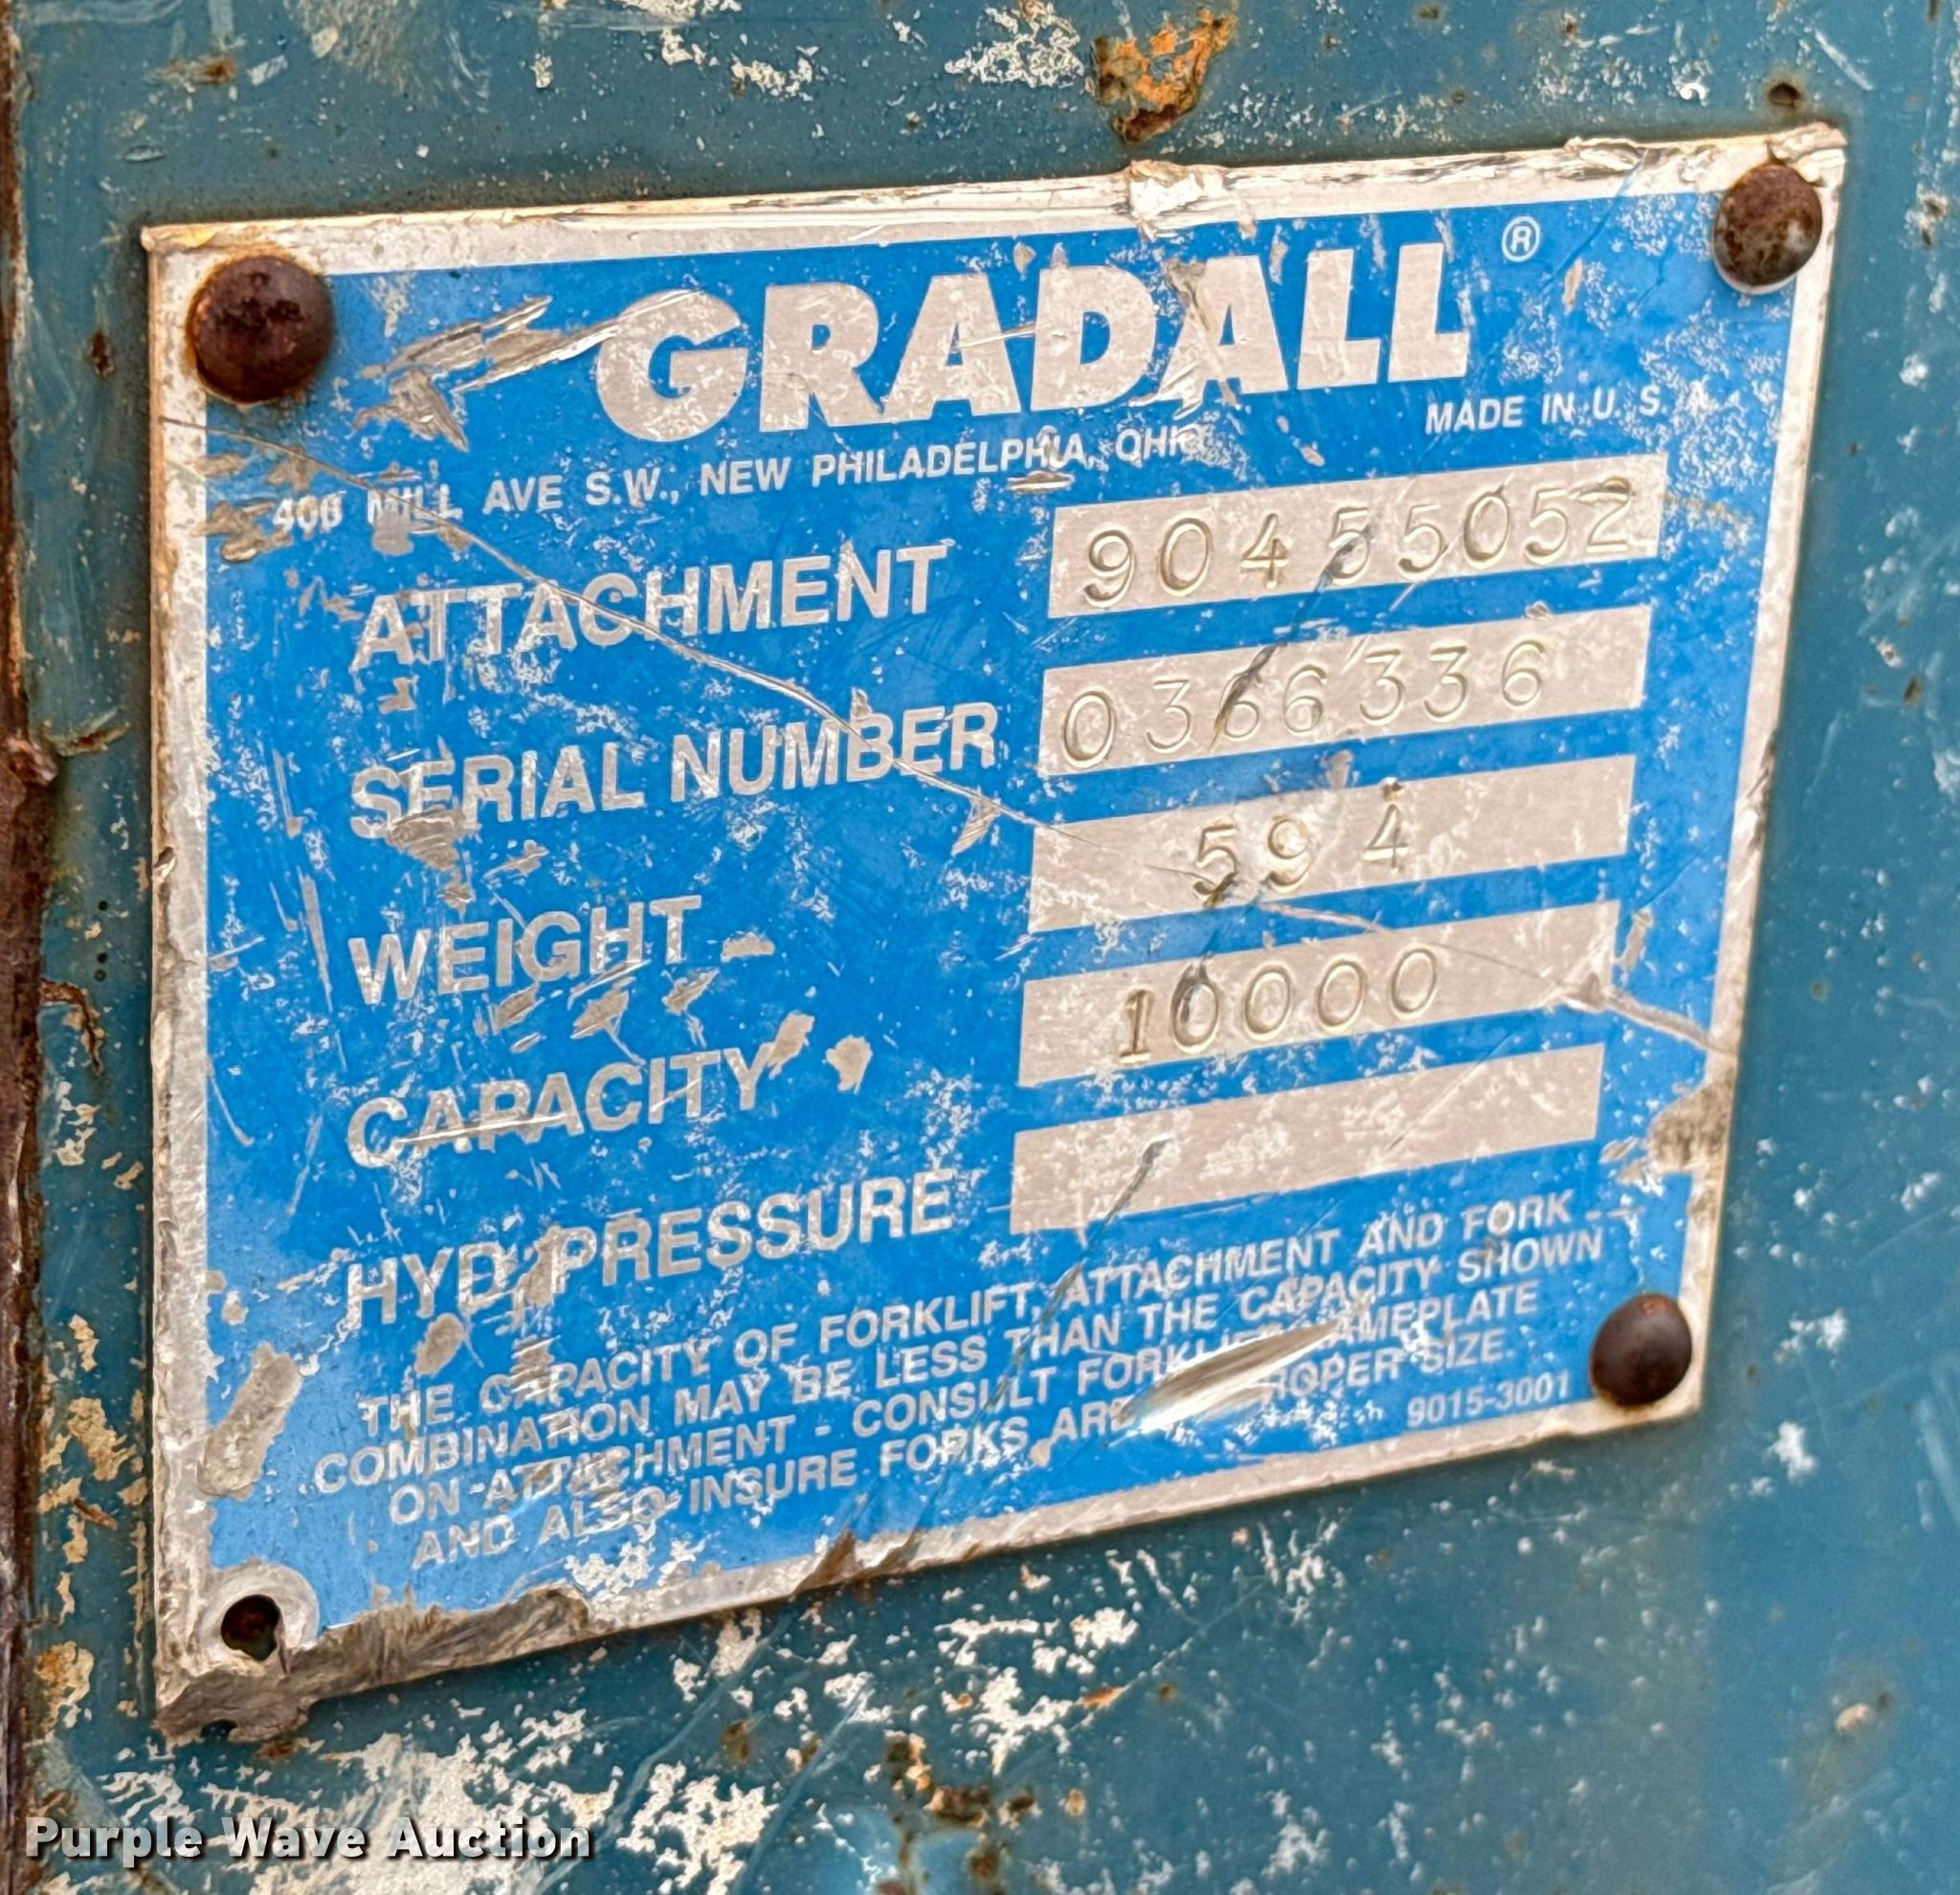 GRADALL ®
MADE IN U. S. A.
406 MILL AVE S.W., NEW PHILADELPHIA, OHIO
ATTACHMENT 90455052
SERIAL NUMBER 0366336
WEIGHT 594
CAPACITY 10000
HYD PRESSURE
THE CAPACITY OF FORKLIFT, ATTACHMENT AND FORK
COMBINATION MAY BE LESS THAN THE CAPACITY SHOWN
ON ATTACHMENT - CONSULT FORKLIFT NAMEPLATE
AND ALSO INSURE FORKS ARE PROPER SIZE.
9015-3001
Purple Wave Auction